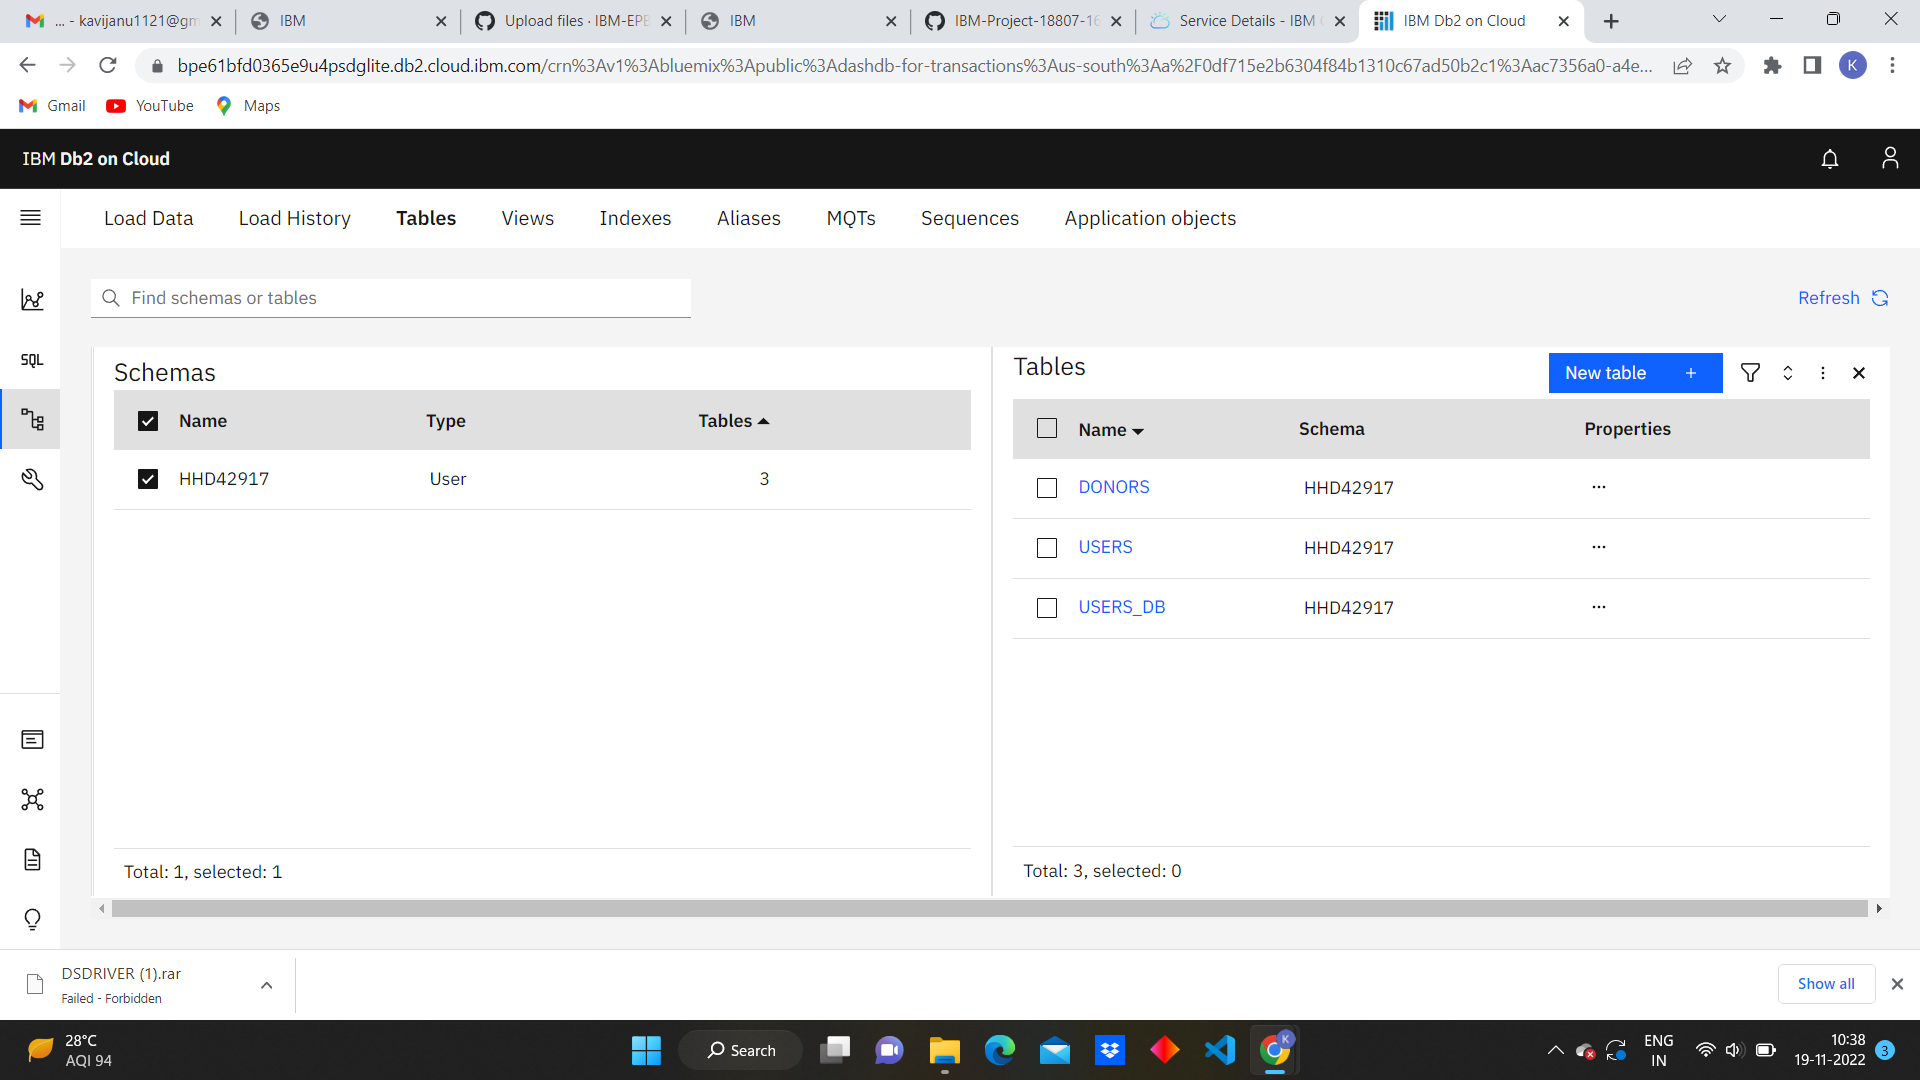 ... - kavijanu1121@gm
IBM
Upload files · IBM-EPB
IBM
IBM-Project-18807-16
Service Details - IBM
IBM Db2 on Cloud
bpe61bfd0365e9u4psdglite.db2.cloud.ibm.com/crn%3Av1%3Abluemix%3Apublic%3Adashdb-for-transactions%3Aus-south%3Aa%2F0df715e2b6304f84b1310c67ad50b2c1%3Aac7356a0-a4e...
K
Gmail
YouTube
Maps
IBM Db2 on Cloud
Load Data
Load History
Tables
Views
Indexes
Aliases
MQTs
Sequences
Application objects
Find schemas or tables
Refresh
SQL
Schemas
Name Type Tables
HHD42917 User 3
Total: 1, selected: 1
Tables
New table +
Name Schema Properties
DONORS HHD42917 ...
USERS HHD42917 ...
USERS_DB HHD42917 ...
Total: 3, selected: 0
DSDRIVER (1).rar
Failed - Forbidden
Show all
28°C
AQI 94
Search
K
ENG
IN
10:38
19-11-2022
3